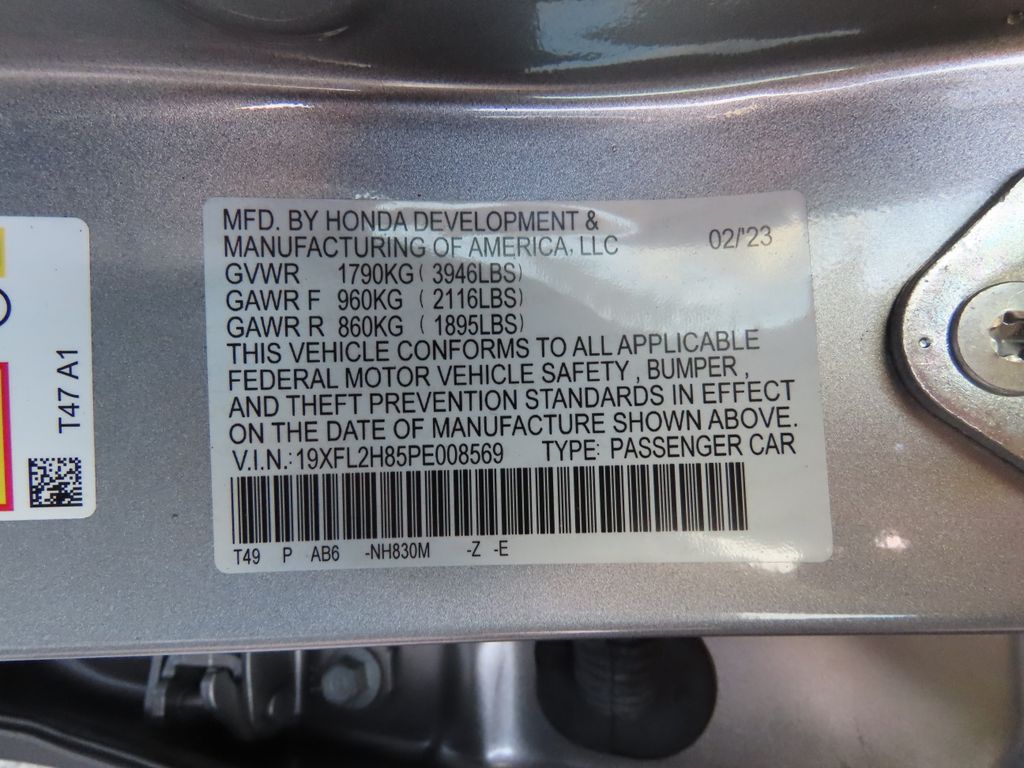 MFD. BY HONDA DEVELOPMENT &
MANUFACTURING OF AMERICA, LLC 02/'23
GVWR 1790KG ( 3946LBS)
GAWR F 960KG ( 2116LBS)
GAWR R 860KG ( 1895LBS)
THIS VEHICLE CONFORMS TO ALL APPLICABLE
FEDERAL MOTOR VEHICLE SAFETY , BUMPER ,
AND THEFT PREVENTION STANDARDS IN EFFECT
ON THE DATE OF MANUFACTURE SHOWN ABOVE.
V.I.N.: 19XFL2H85PE008569 TYPE: PASSENGER CAR
T49 P AB6 -NH830M -Z -E
T47 A1